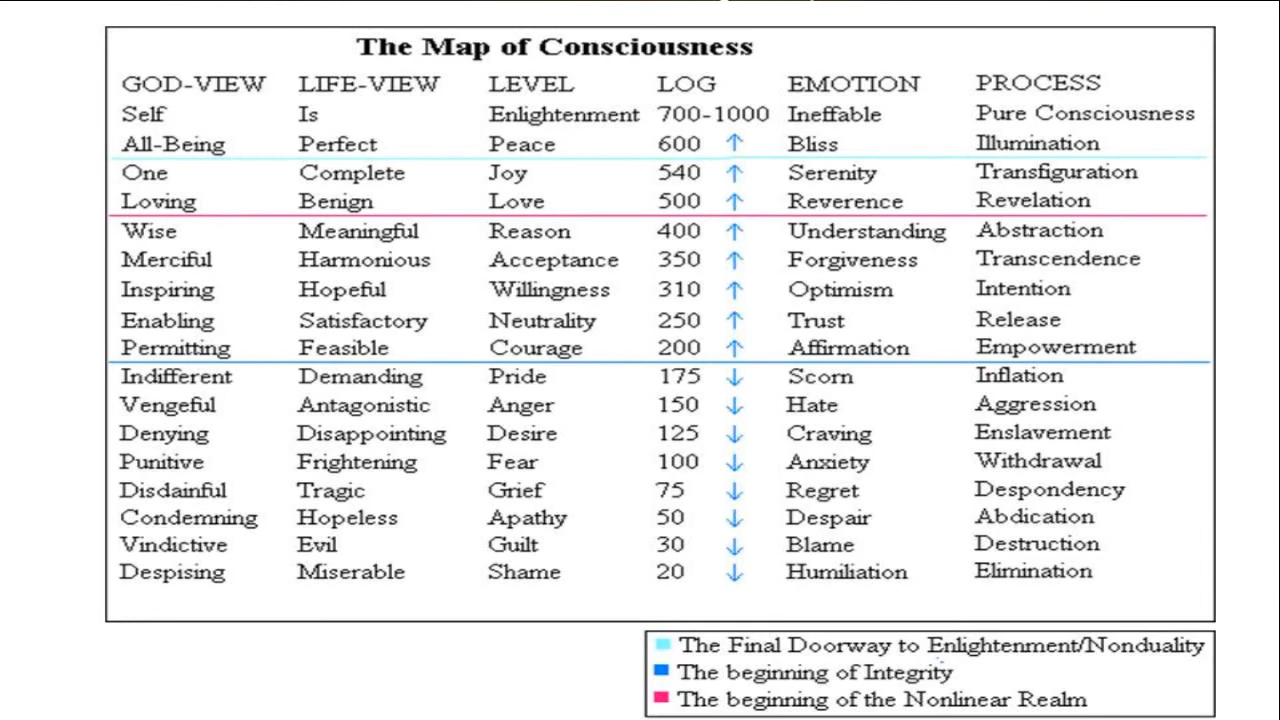 The Map of Consciousness
GOD-VIEW LIFE-VIEW LEVEL LOG EMOTION PROCESS
Self Is Enlightenment 700-1000 Ineffable Pure Consciousness
All-Being Perfect Peace 600 ↑ Bliss Illumination
One Complete Joy 540 ↑ Serenity Transfiguration
Loving Benign Love 500 ↑ Reverence Revelation
Wise Meaningful Reason 400 ↑ Understanding Abstraction
Merciful Harmonious Acceptance 350 ↑ Forgiveness Transcendence
Inspiring Hopeful Willingness 310 ↑ Optimism Intention
Enabling Satisfactory Neutrality 250 ↑ Trust Release
Permitting Feasible Courage 200 ↑ Affirmation Empowerment
Indifferent Demanding Pride 175 ↓ Scorn Inflation
Vengeful Antagonistic Anger 150 ↓ Hate Aggression
Denying Disappointing Desire 125 ↓ Craving Enslavement
Punitive Frightening Fear 100 ↓ Anxiety Withdrawal
Disdainful Tragic Grief 75 ↓ Regret Despondency
Condemning Hopeless Apathy 50 ↓ Despair Abdication
Vindictive Evil Guilt 30 ↓ Blame Destruction
Despising Miserable Shame 20 ↓ Humiliation Elimination
The Final Doorway to Enlightenment/Nonduality
The beginning of Integrity
The beginning of the Nonlinear Realm